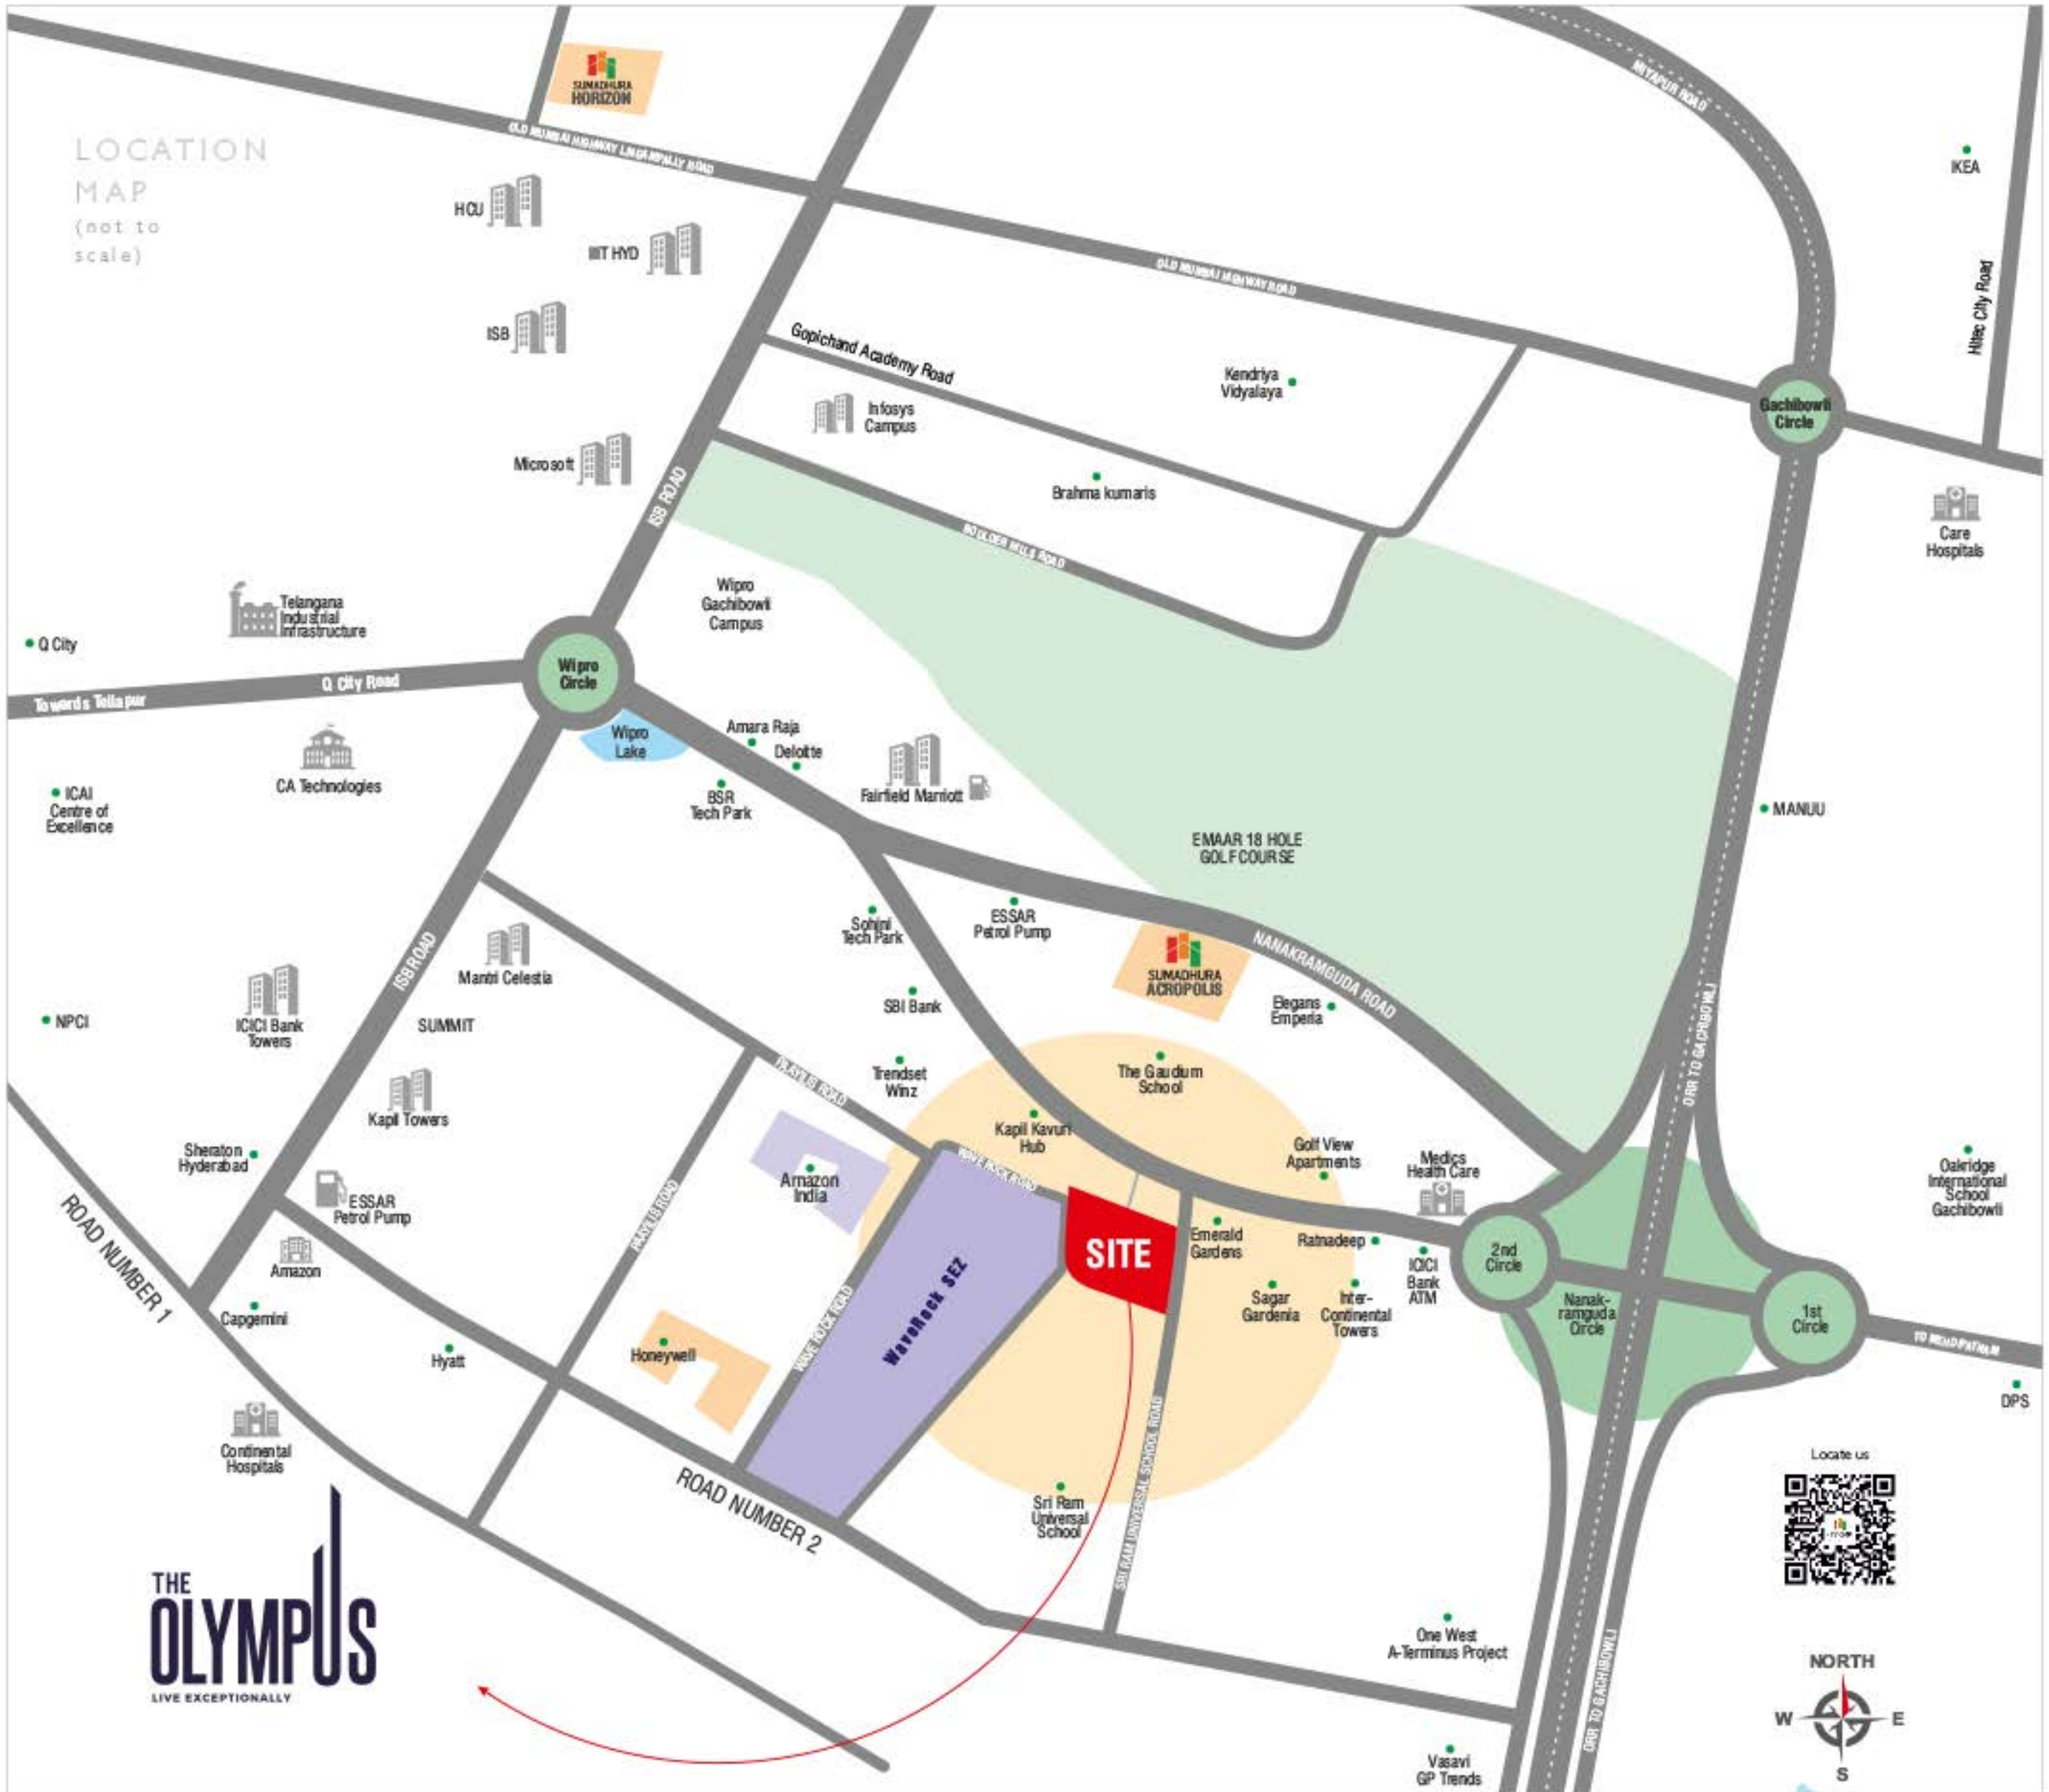 LOCATION
MAP
(not to
scale)
SUMADHURA
HORIZON
MIYAPUR ROAD
IKEA
OLD MUMBAI HIGHWAY LINGAMPALLY ROAD
HCU
IIIT HYD
OLD MUMBAI HIGHWAY ROAD
Hitec City Road
ISB
Gopichand Academy Road
Kendriya
Vidyalaya
Infosys
Campus
Gachibowli
Circle
Microsoft
Brahma kumaris
ISB ROAD
BOULDER HILLS ROAD
Care
Hospitals
Wipro
Gachibowli
Campus
Telangana
Industrial
Infrastructure
Q City
Wipro
Circle
Q City Road
Towards Tellapur
Wipro
Lake
Amara Raja
Deloitte
CA Technologies
BSR
Tech Park
Fairfield Marriott
ICAI
Centre of
Excellence
MANUU
EMAAR 18 HOLE
GOLF COURSE
Sohini
Tech Park
ESSAR
Petrol Pump
NANAKRAMGUDA ROAD
SUMADHURA
ACROPOLIS
ISB ROAD
Mantri Celestia
SBI Bank
Elegans
Emperia
NPCI
ICICI Bank
Towers
SUMMIT
ORR TO GACHIBOWLI
Trendset
Winz
The Gaudium
School
Kapil Towers
Kapil Kavuri
Hub
Golf View
Apartments
Medics
Health Care
Sheraton
Hyderabad
WAVE ROCK ROAD
Amazon
India
Oakridge
International
School
Gachibowli
ESSAR
Petrol Pump
ROAD NUMBER 1
SITE
Emerald
Gardens
Ratnadeep
ICICI
Bank
ATM
2nd
Circle
Amazon
Capgemini
Sagar
Gardenia
Inter-
Continental
Towers
Nanak-
ramguda
Circle
1st
Circle
TO MEHDIPATNAM
WaveRock SEZ
WAVE ROCK ROAD
Honeywell
Hyatt
DPS
Continental
Hospitals
Locate us
ROAD NUMBER 2
Sri Ram
Universal
School
SRI RAM UNIVERSAL SCHOOL ROAD
THE
OLYMPUS
LIVE EXCEPTIONALLY
One West
A-Terminus Project
ORR TO GACHIBOWLI
NORTH
W
E
S
Vasavi
GP Trends